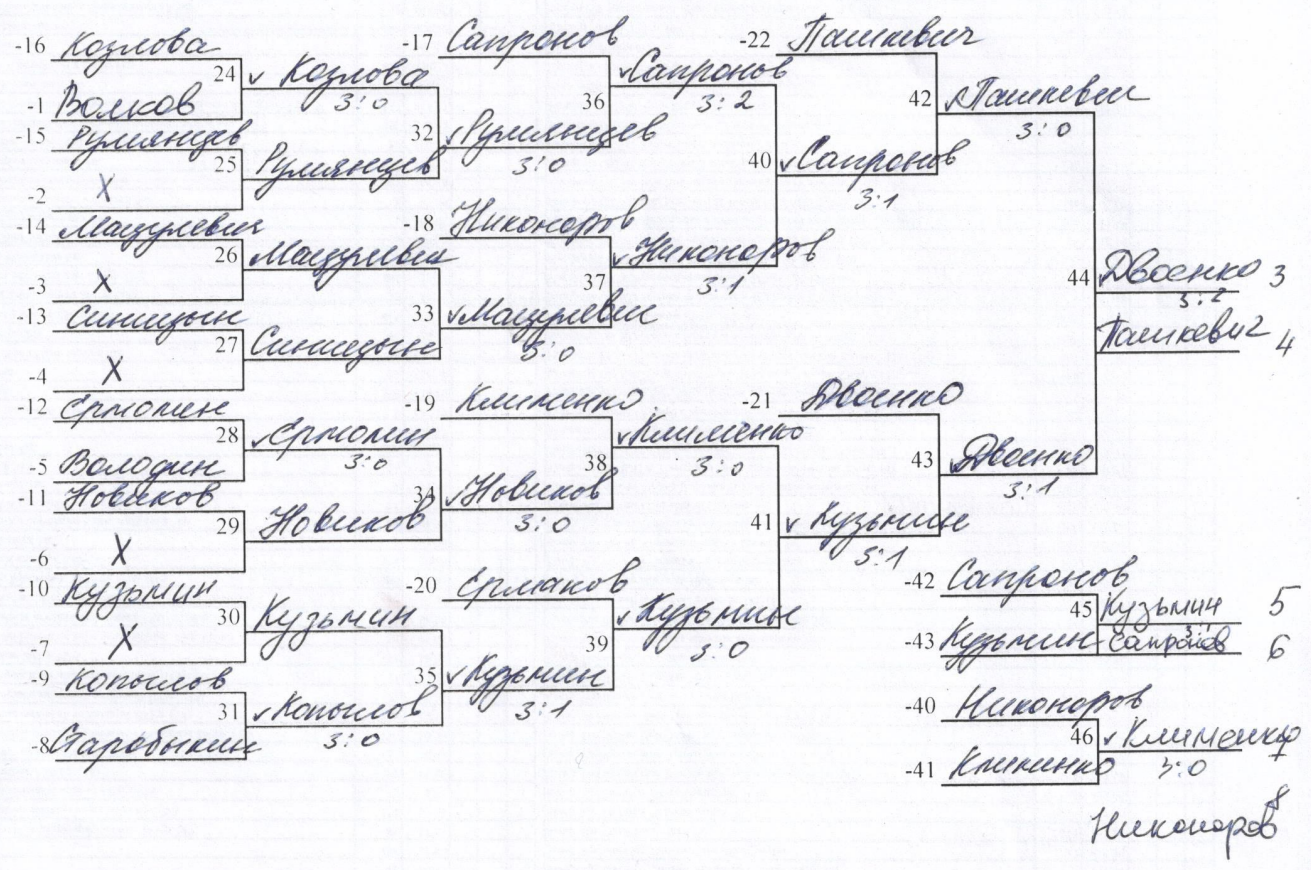 -16 Козлова
24 ✓ Козлова
3:0
-1 Волков
-15 Румянцев
25 Румянцев
-2 X
-14 Мацулевич
26 Мацулевич
-3 X
-13 Синицын
27 Синицын
-4 X
-12 Ермолин
28 ✓ Ермолин
3:0
-5 Володин
-11 Новиков
29 Новиков
-6 X
-10 Кузьмин
30 Кузьмин
-7 X
-9 Копылов
31 ✓ Копылов
3:0
-8 Старобыкин
-17 Сапронов
36 ✓ Сапронов
3:2
32 ✓ Румянцев
3:0
-18 Никоноров
37 ✓ Никоноров
3:1
33 ✓ Мацулевич
3:0
-19 Клименко
38 ✓ Клименко
3:0
34 ✓ Новиков
3:0
-20 Ермаков
39 ✓ Кузьмин
3:0
35 ✓ Кузьмин
3:1
-22 Пашкевич
42 ✓ Пашкевич
3:0
40 ✓ Сапронов
3:1
-21 Двоенко
43 ✓ Двоенко
3:1
41 ✓ Кузьмин
3:1
44 Двоенко 3
3:2
Пашкевич 4
-42 Сапронов
45 Кузьмин 5
-43 Кузьмин Сапронов 6
-40 Никоноров
46 ✓ Клименко 7
3:0
-41 Клименко
8
Никоноров